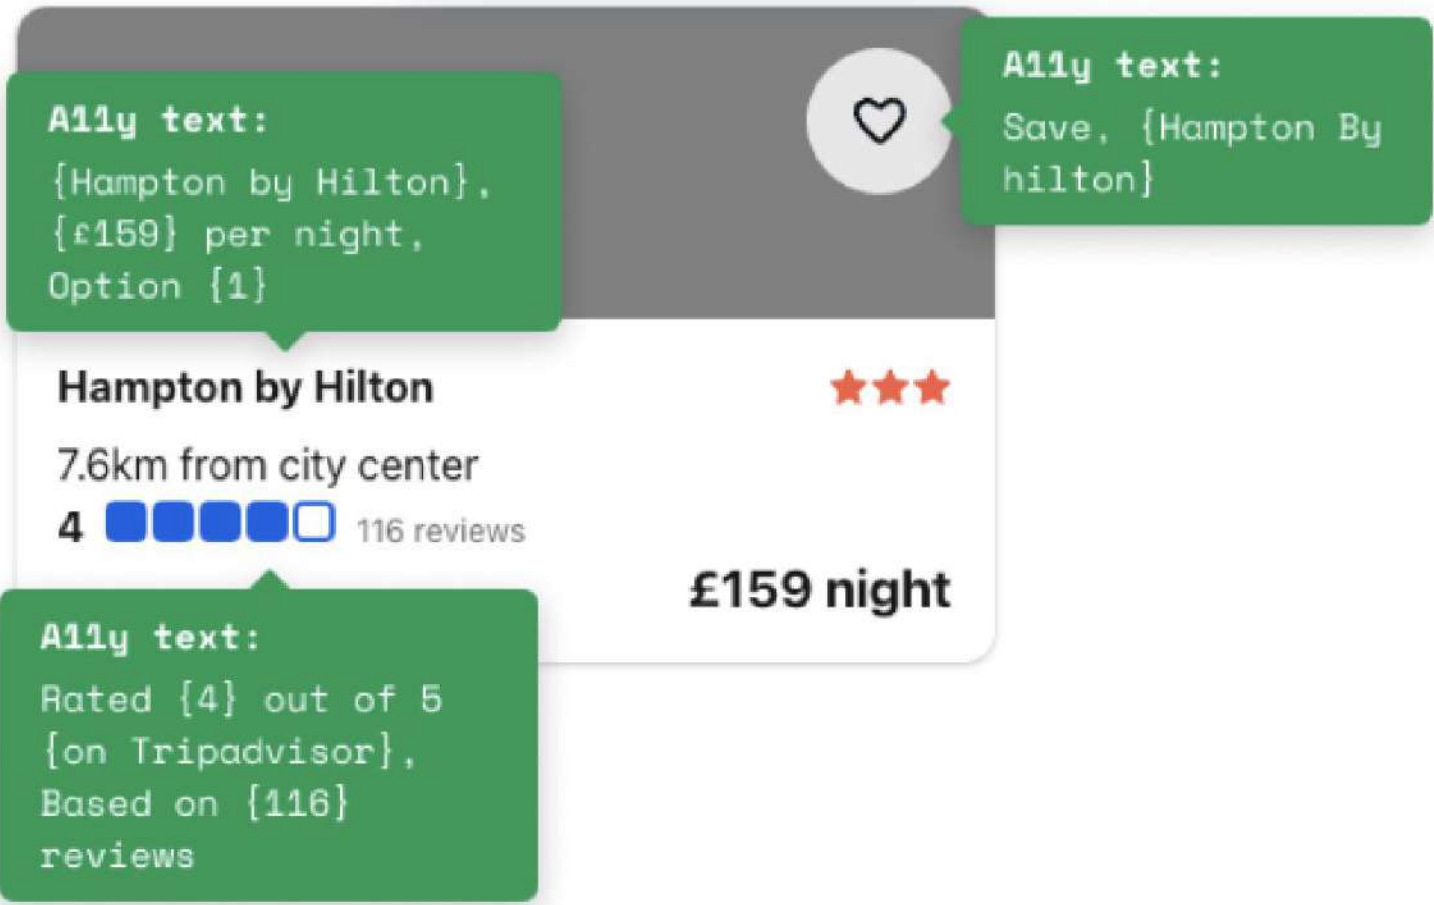 A11y text:
{Hampton by Hilton},
{£159} per night,
Option {1}
A11y text:
Save, {Hampton By
hilton}
Hampton by Hilton
7.6km from city center
4 116 reviews
£159 night
A11y text:
Rated {4} out of 5
{on Tripadvisor},
Based on {116}
reviews